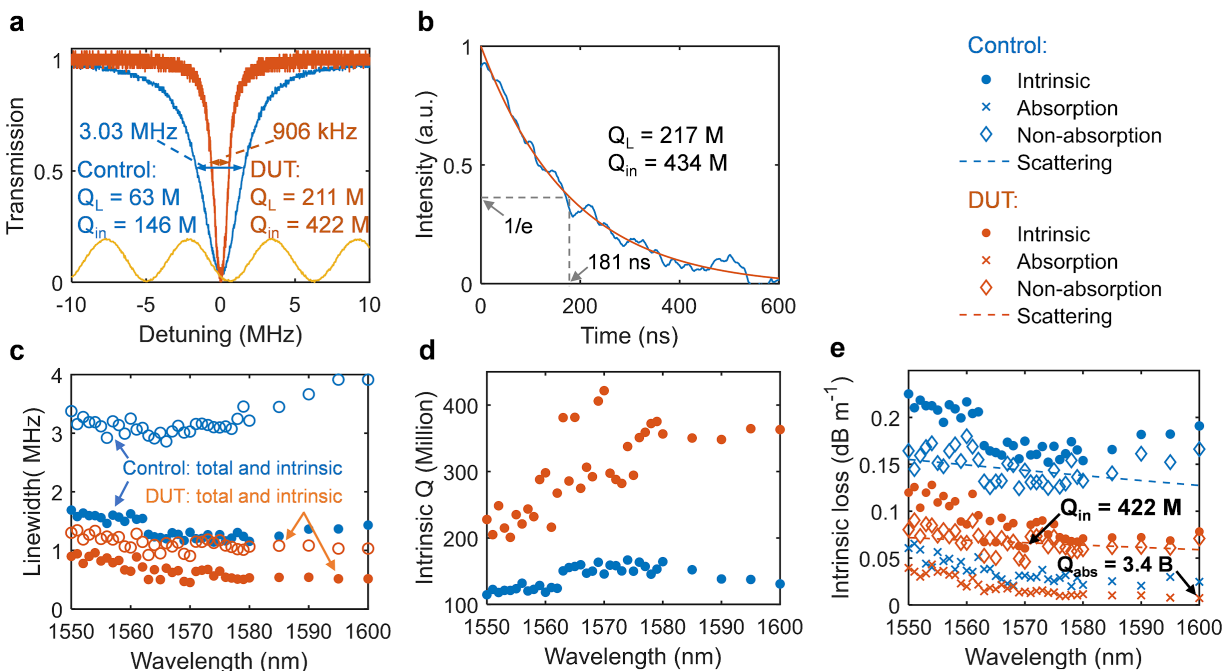 a
1
0.5
0
Transmission
3.03 MHz
906 kHz
Control:
Q_L = 63 M
Q_in = 146 M
DUT:
Q_L = 211 M
Q_in = 422 M
-10 -5 0 5 10
Detuning (MHz)
b
1
0.5
0
Intensity (a.u.)
Q_L = 217 M
Q_in = 434 M
1/e
181 ns
0 200 400 600
Time (ns)
Control:
Intrinsic
Absorption
Non-absorption
Scattering
DUT:
Intrinsic
Absorption
Non-absorption
Scattering
c
4
3
2
1
0
Linewidth( MHz)
Control: total and intrinsic
DUT: total and intrinsic
1550 1560 1570 1580 1590 1600
Wavelength (nm)
d
400
300
200
100
Intrinsic Q (Million)
1550 1560 1570 1580 1590 1600
Wavelength (nm)
e
0.2
0.15
0.1
0.05
0
Intrinsic loss (dB m⁻¹)
Q_in = 422 M
Q_abs = 3.4 B
1550 1560 1570 1580 1590 1600
Wavelength (nm)